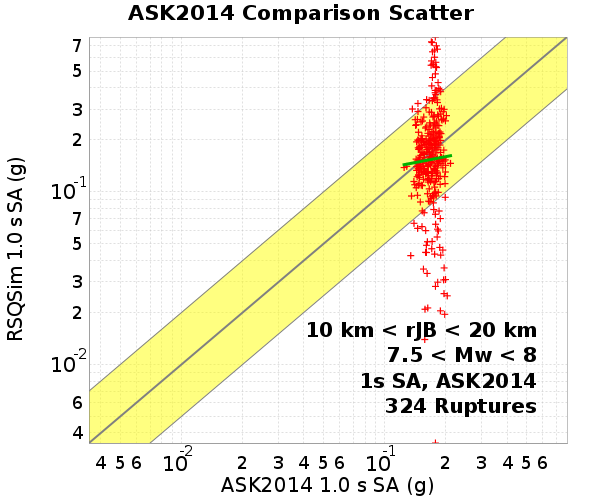 ASK2014 Comparison Scatter
RSQSim 1.0 s SA (g)
7
5
3
2
10-1
7
5
3
2
10-2
6
4
10 km < rJB < 20 km
7.5 < Mw < 8
1s SA, ASK2014
324 Ruptures
4 5 6 10-2 2 3 4 5 6 10-1 2 3 4 5 6
ASK2014 1.0 s SA (g)